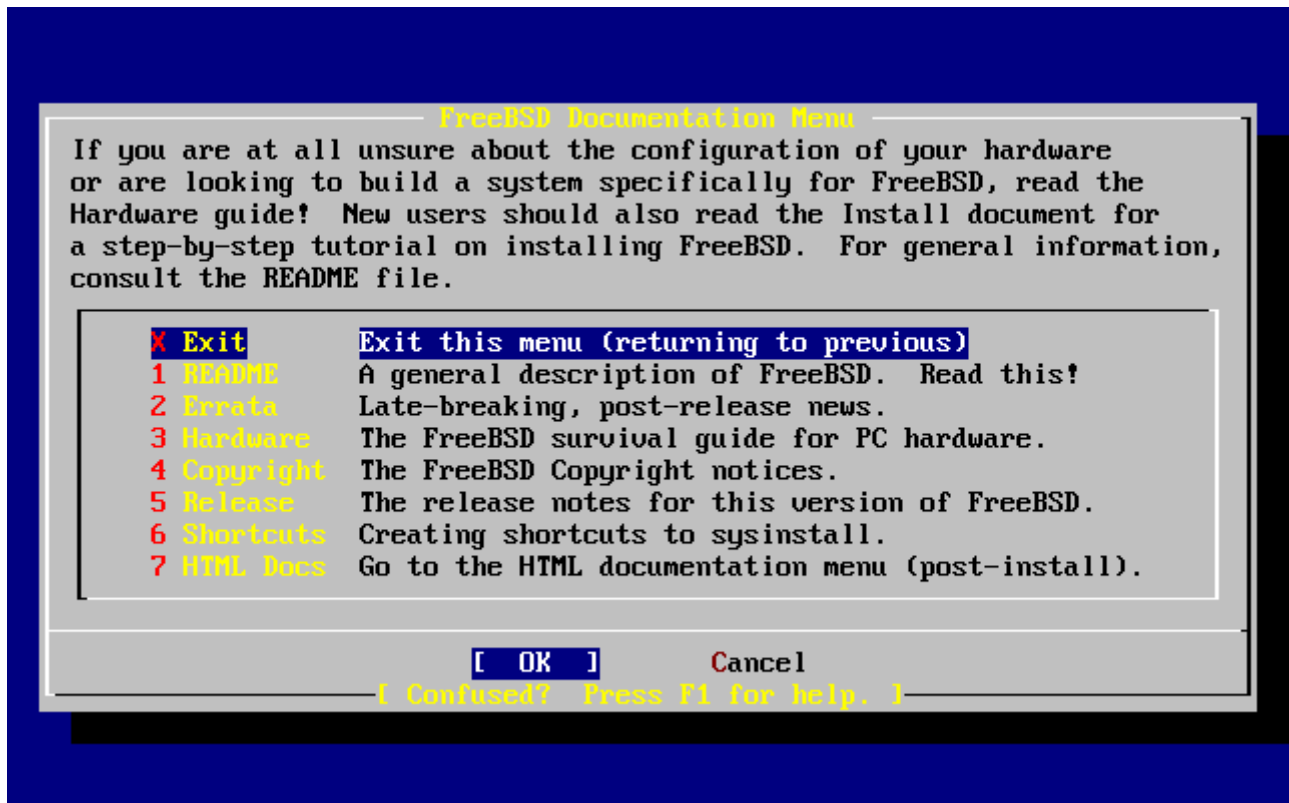 FreeBSD Documentation Menu
If you are at all unsure about the configuration of your hardware
or are looking to build a system specifically for FreeBSD, read the
Hardware guide!  New users should also read the Install document for
a step-by-step tutorial on installing FreeBSD.  For general information,
consult the README file.
X Exit Exit this menu (returning to previous)
1 README A general description of FreeBSD.  Read this!
2 Errata Late-breaking, post-release news.
3 Hardware The FreeBSD survival guide for PC hardware.
4 Copyright The FreeBSD Copyright notices.
5 Release The release notes for this version of FreeBSD.
6 Shortcuts Creating shortcuts to sysinstall.
7 HTML Docs Go to the HTML documentation menu (post-install).
[  OK  ] Cancel
[ Confused?  Press F1 for help. ]